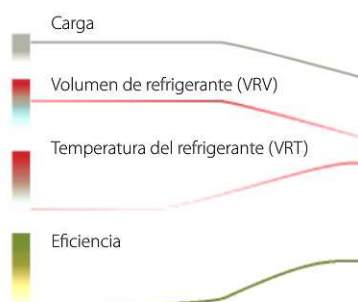 Carga
Volumen de refrigerante (VRV)
Temperatura del refrigerante (VRT)
Eficiencia